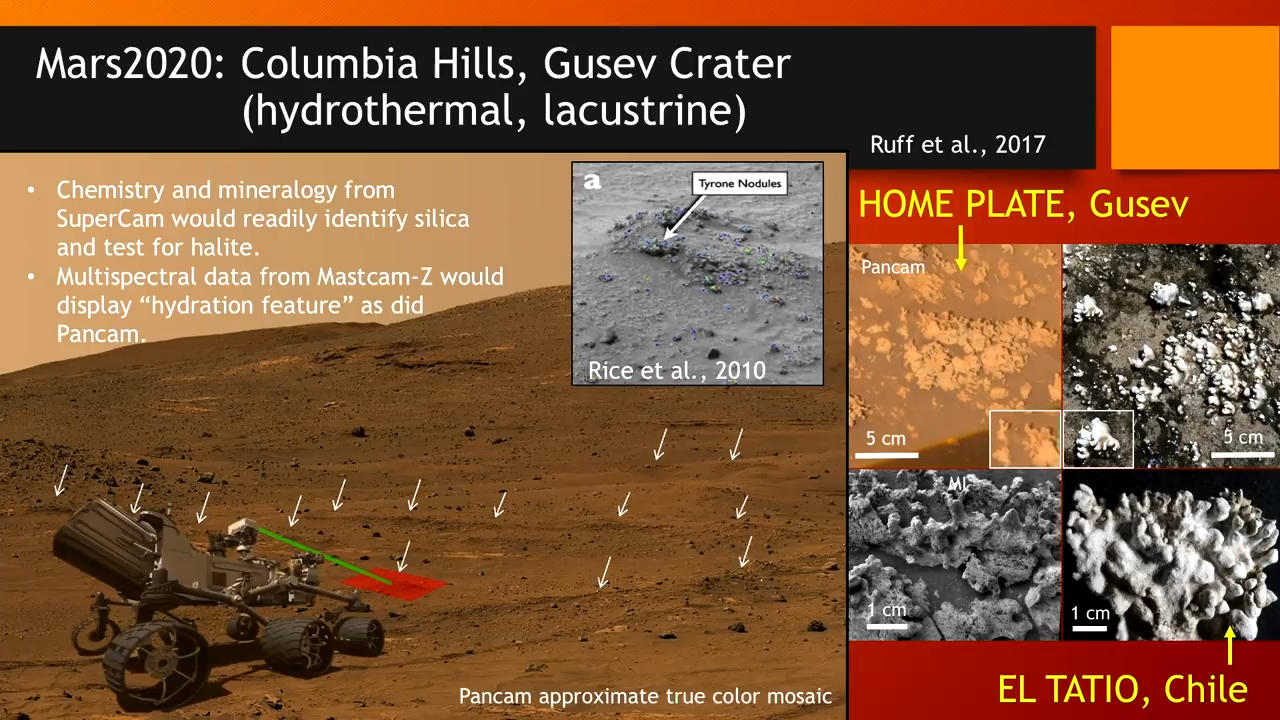 Mars2020: Columbia Hills, Gusev Crater
(hydrothermal, lacustrine)
Ruff et al., 2017
• Chemistry and mineralogy from
SuperCam would readily identify silica
and test for halite.
• Multispectral data from Mastcam-Z would
display “hydration feature” as did
Pancam.
a
Tyrone Nodules
Rice et al., 2010
HOME PLATE, Gusev
Pancam
5 cm
5 cm
MI
1 cm
1 cm
EL TATIO, Chile
Pancam approximate true color mosaic